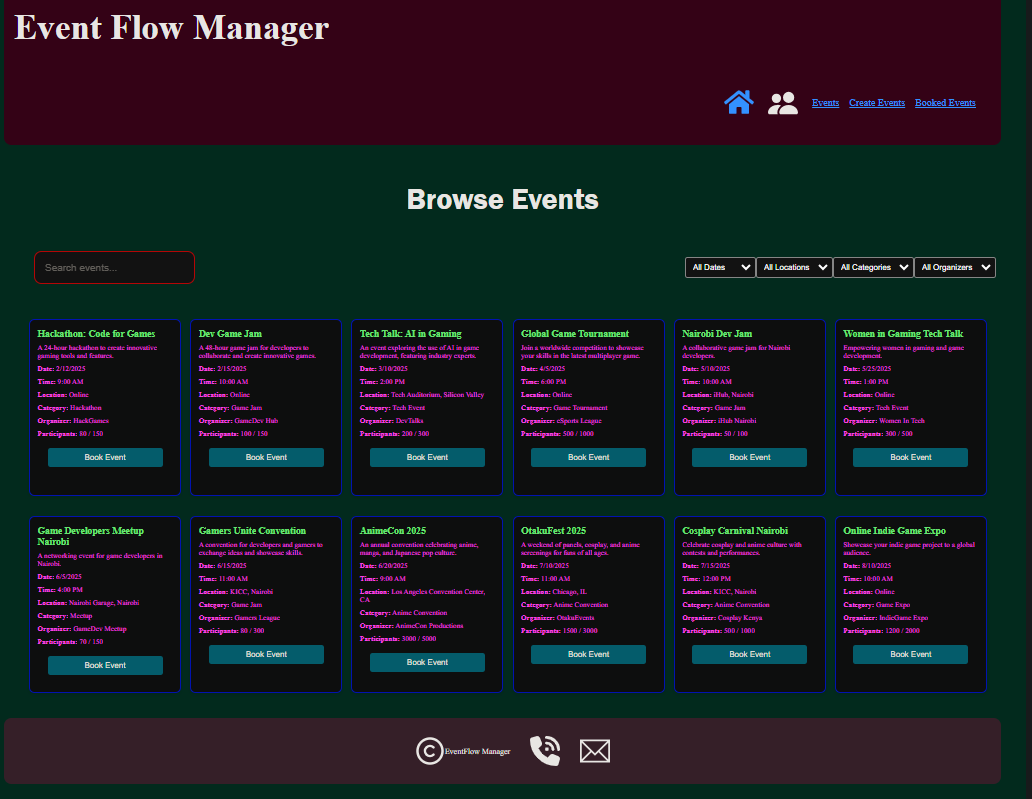 Event Flow Manager
Events Create Events Booked Events
Browse Events
Search events...
All Dates All Locations All Categories All Organizers
Hackathon: Code for Games
A 24-hour hackathon to create innovative
gaming tools and features.
Date: 2/12/2025
Time: 9:00 AM
Location: Online
Category: Hackathon
Organizer: HackGames
Participants: 80 / 150
Book Event
Dev Game Jam
A 48-hour game jam for developers to
collaborate and create innovative games.
Date: 2/15/2025
Time: 10:00 AM
Location: Online
Category: Game Jam
Organizer: GameDev Hub
Participants: 100 / 150
Book Event
Tech Talk: AI in Gaming
An event exploring the use of AI in game
development, featuring industry experts.
Date: 3/10/2025
Time: 2:00 PM
Location: Tech Auditorium, Silicon Valley
Category: Tech Event
Organizer: DevTalks
Participants: 200 / 300
Book Event
Global Game Tournament
Join a worldwide competition to showcase
your skills in the latest multiplayer game.
Date: 4/5/2025
Time: 6:00 PM
Location: Online
Category: Game Tournament
Organizer: eSports League
Participants: 500 / 1000
Book Event
Nairobi Dev Jam
A collaborative game jam for Nairobi
developers.
Date: 5/10/2025
Time: 10:00 AM
Location: iHub, Nairobi
Category: Game Jam
Organizer: iHub Nairobi
Participants: 50 / 100
Book Event
Women in Gaming Tech Talk
Empowering women in gaming and game
development.
Date: 5/25/2025
Time: 1:00 PM
Location: Online
Category: Tech Event
Organizer: Women In Tech
Participants: 300 / 500
Book Event
Game Developers Meetup
Nairobi
A networking event for game developers in
Nairobi.
Date: 6/5/2025
Time: 4:00 PM
Location: Nairobi Garage, Nairobi
Category: Meetup
Organizer: GameDev Meetup
Participants: 70 / 150
Book Event
Gamers Unite Convention
A convention for developers and gamers to
exchange ideas and showcase skills.
Date: 6/15/2025
Time: 11:00 AM
Location: KICC, Nairobi
Category: Game Jam
Organizer: Gamers League
Participants: 80 / 300
Book Event
AnimeCon 2025
An annual convention celebrating anime,
manga, and Japanese pop culture.
Date: 6/20/2025
Time: 9:00 AM
Location: Los Angeles Convention Center,
CA
Category: Anime Convention
Organizer: AnimeCon Productions
Participants: 3000 / 5000
Book Event
OtakuFest 2025
A weekend of panels, cosplay, and anime
screenings for fans of all ages.
Date: 7/10/2025
Time: 11:00 AM
Location: Chicago, IL
Category: Anime Convention
Organizer: OtakuEvents
Participants: 1500 / 3000
Book Event
Cosplay Carnival Nairobi
Celebrate cosplay and anime culture with
contests and performances.
Date: 7/15/2025
Time: 12:00 PM
Location: KICC, Nairobi
Category: Anime Convention
Organizer: Cosplay Kenya
Participants: 500 / 1000
Book Event
Online Indie Game Expo
Showcase your indie game project to a global
audience.
Date: 8/10/2025
Time: 10:00 AM
Location: Online
Category: Game Expo
Organizer: IndieGame Expo
Participants: 1200 / 2000
Book Event
© EventFlow Manager